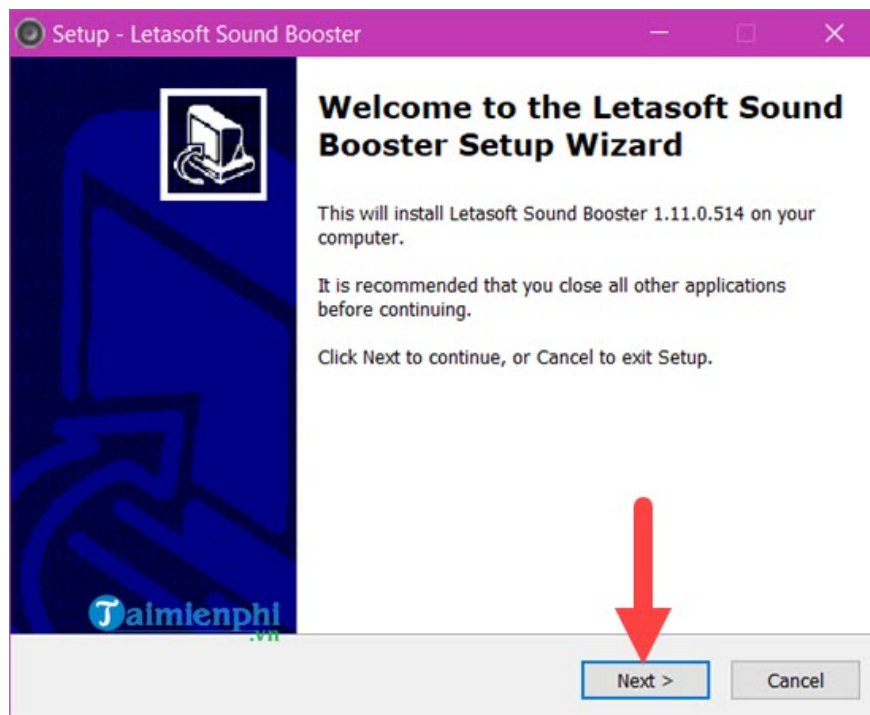 Setup - Letasoft Sound Booster
Welcome to the Letasoft Sound
Booster Setup Wizard
This will install Letasoft Sound Booster 1.11.0.514 on your
computer.
It is recommended that you close all other applications
before continuing.
Click Next to continue, or Cancel to exit Setup.
Taimienphi
.vn
Next >
Cancel